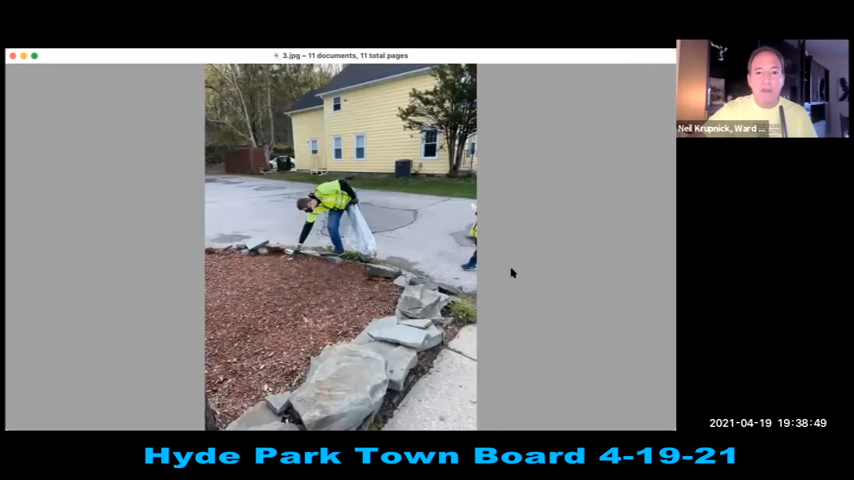 3.jpg – 11 documents, 11 total pages
Neil Krupnick, Ward ...
2021-04-19 19:38:49
Hyde Park Town Board 4-19-21